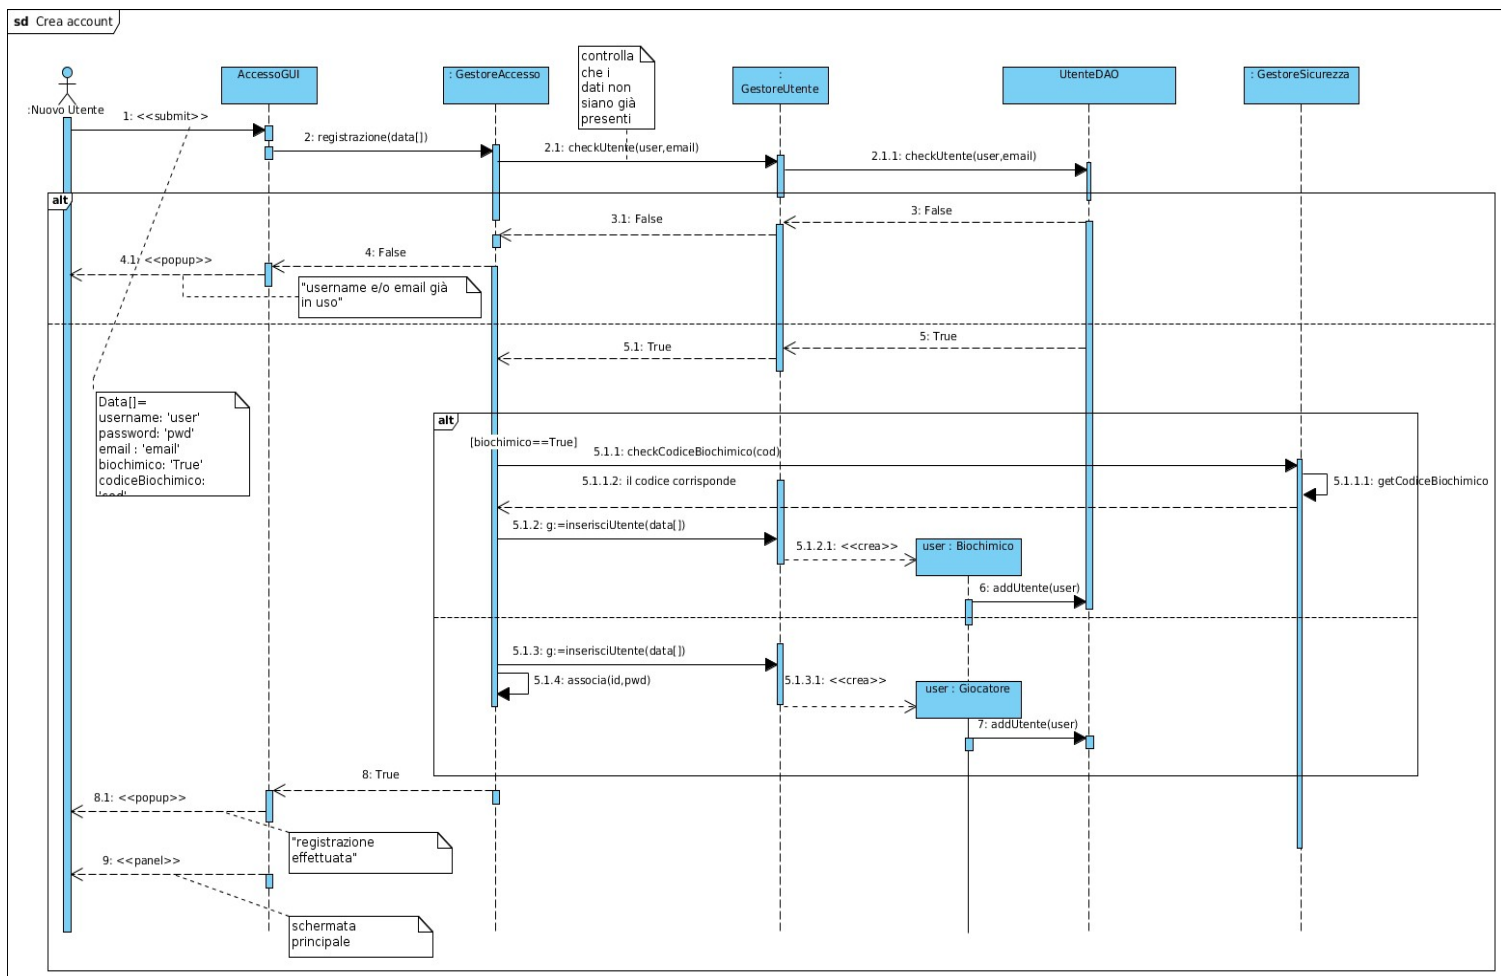 sd Crea account
:Nuovo Utente
AccessoGUI
: GestoreAccesso
controlla
che i
dati non
siano già
presenti
:
GestoreUtente
UtenteDAO
: GestoreSicurezza
1: <<submit>>
2: registrazione(data[])
2.1: checkUtente(user,email)
2.1.1: checkUtente(user,email)
alt
3: False
3.1: False
4: False
4.1: <<popup>>
"username e/o email già
in uso"
5: True
5.1: True
Data[]=
username: 'user'
password: 'pwd'
email : 'email'
biochimico: 'True'
codiceBiochimico:
'cod'
alt
[biochimico==True]
5.1.1: checkCodiceBiochimico(cod)
5.1.1.1: getCodiceBiochimico
5.1.1.2: il codice corrisponde
5.1.2: g:=inserisciUtente(data[])
5.1.2.1: <<crea>>
user : Biochimico
6: addUtente(user)
5.1.3: g:=inserisciUtente(data[])
5.1.4: associa(id,pwd)
5.1.3.1: <<crea>>
user : Giocatore
7: addUtente(user)
8: True
8.1: <<popup>>
"registrazione
effettuata"
9: <<panel>>
schermata
principale